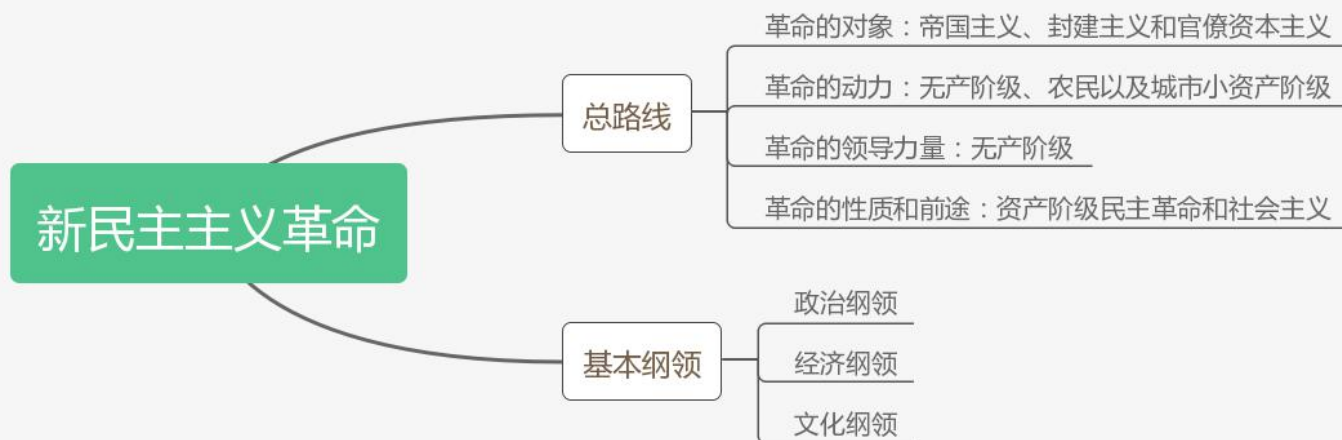 革命的对象：帝国主义、封建主义和官僚资本主义
革命的动力：无产阶级、农民以及城市小资产阶级
总路线
革命的领导力量：无产阶级
革命的性质和前途：资产阶级民主革命和社会主义
新民主主义革命
政治纲领
基本纲领
经济纲领
文化纲领